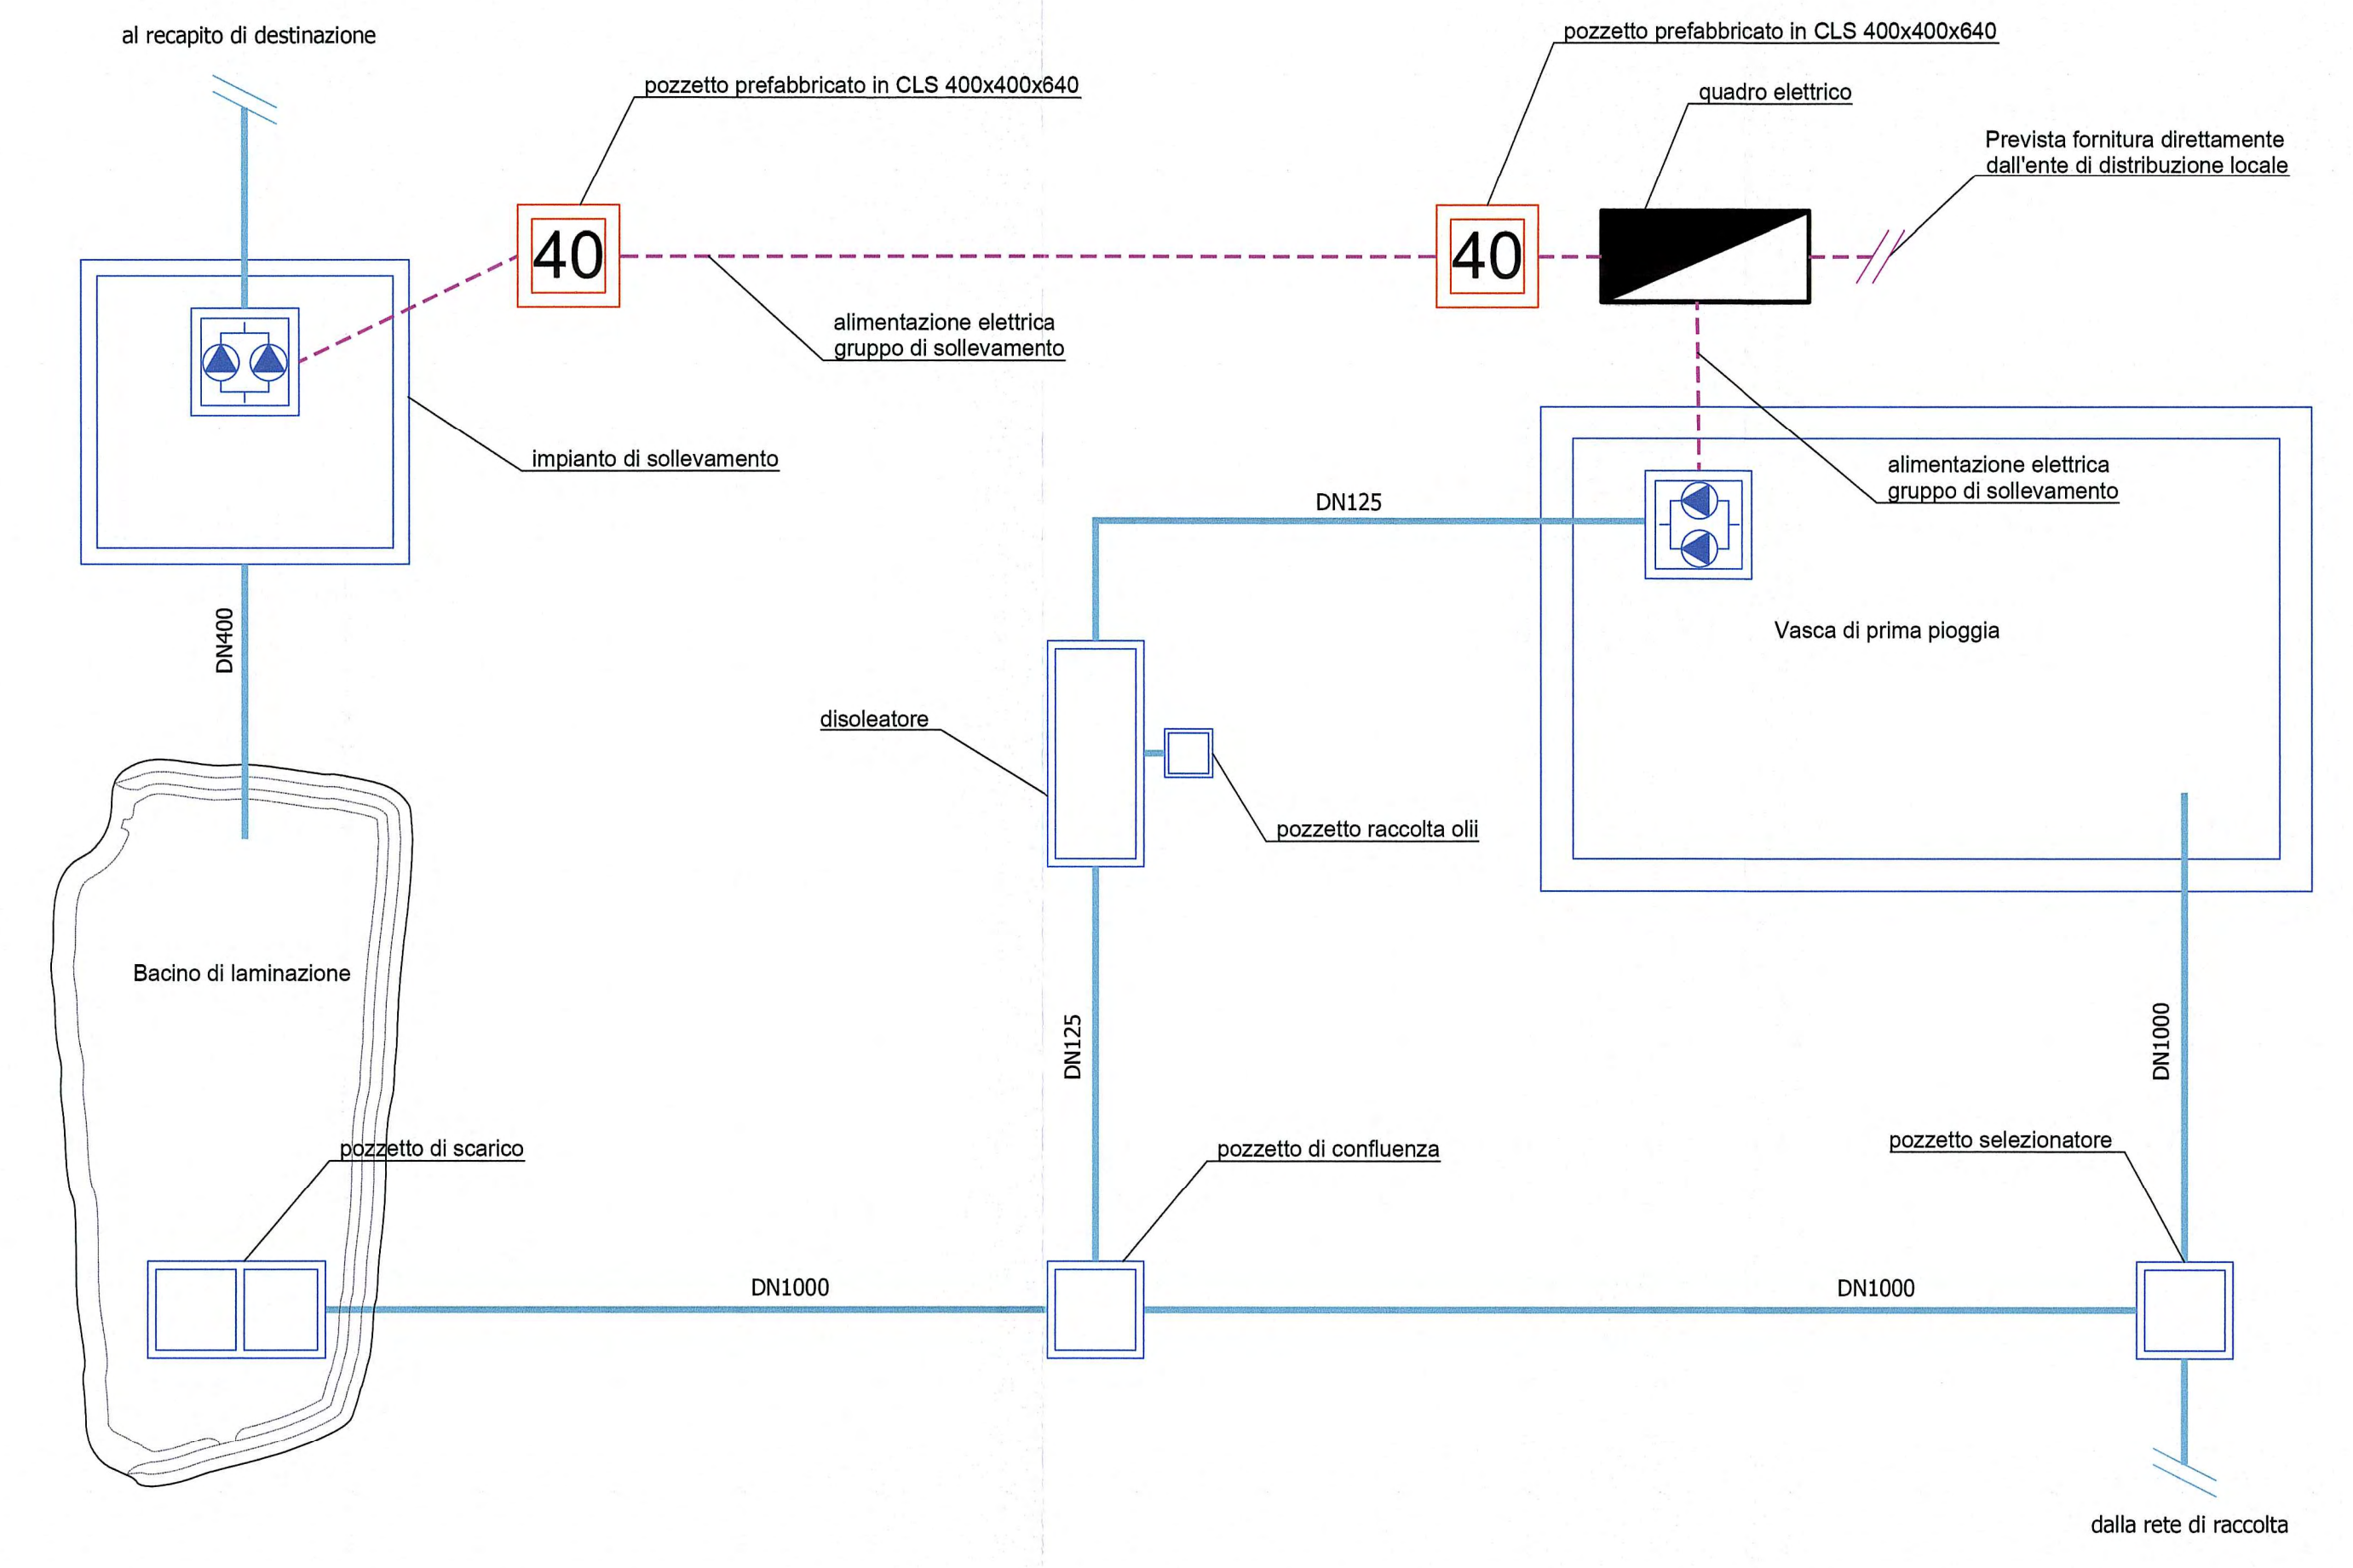 al recapito di destinazione
pozzetto prefabbricato in CLS 400x400x640
pozzetto prefabbricato in CLS 400x400x640
quadro elettrico
Prevista fornitura direttamente
dall'ente di distribuzione locale
40
40
alimentazione elettrica
gruppo di sollevamento
impianto di sollevamento
alimentazione elettrica
gruppo di sollevamento
DN125
DN400
Vasca di prima pioggia
disoleatore
pozzetto raccolta olii
Bacino di laminazione
DN125
DN1000
pozzetto di scarico
pozzetto di confluenza
pozzetto selezionatore
DN1000
DN1000
dalla rete di raccolta